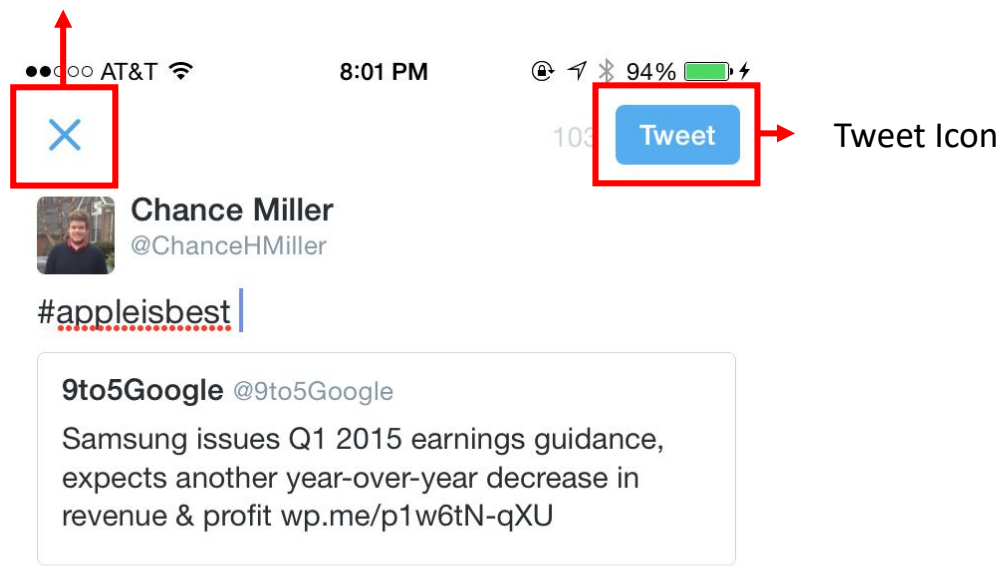 AT&T 8:01 PM 94%
103 Tweet Tweet Icon
Chance Miller
@ChanceHMiller
#appleisbest
9to5Google @9to5Google
Samsung issues Q1 2015 earnings guidance,
expects another year-over-year decrease in
revenue & profit wp.me/p1w6tN-qXU